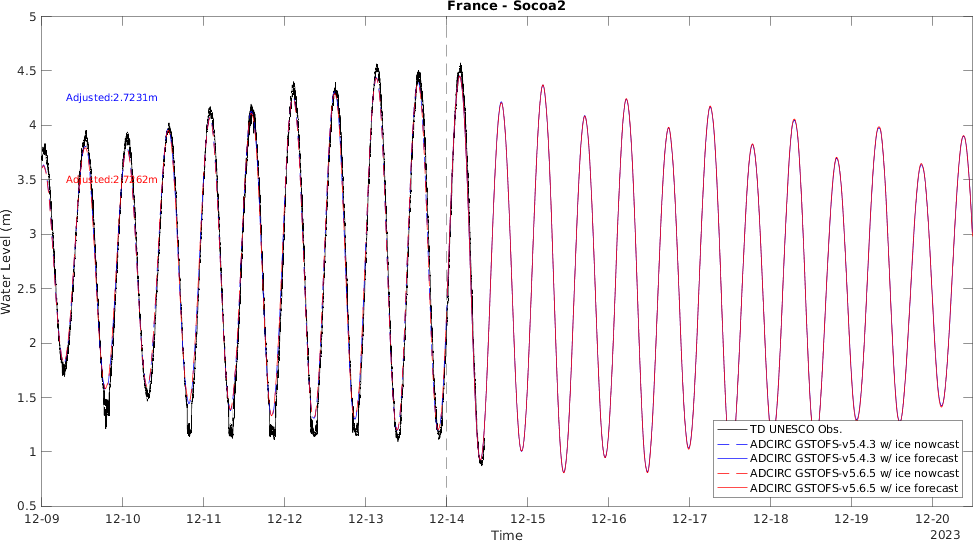 France - Socoa2
5
4.5
4
3.5
3
2.5
2
1.5
1
0.5
Water Level (m)
Adjusted:2.7231m
Adjusted:2.7262m
TD UNESCO Obs.
ADCIRC GSTOFS-v5.4.3 w/ ice nowcast
ADCIRC GSTOFS-v5.4.3 w/ ice forecast
ADCIRC GSTOFS-v5.6.5 w/ ice nowcast
ADCIRC GSTOFS-v5.6.5 w/ ice forecast
12-09 12-10 12-11 12-12 12-13 12-14 12-15 12-16 12-17 12-18 12-19 12-20
2023
Time